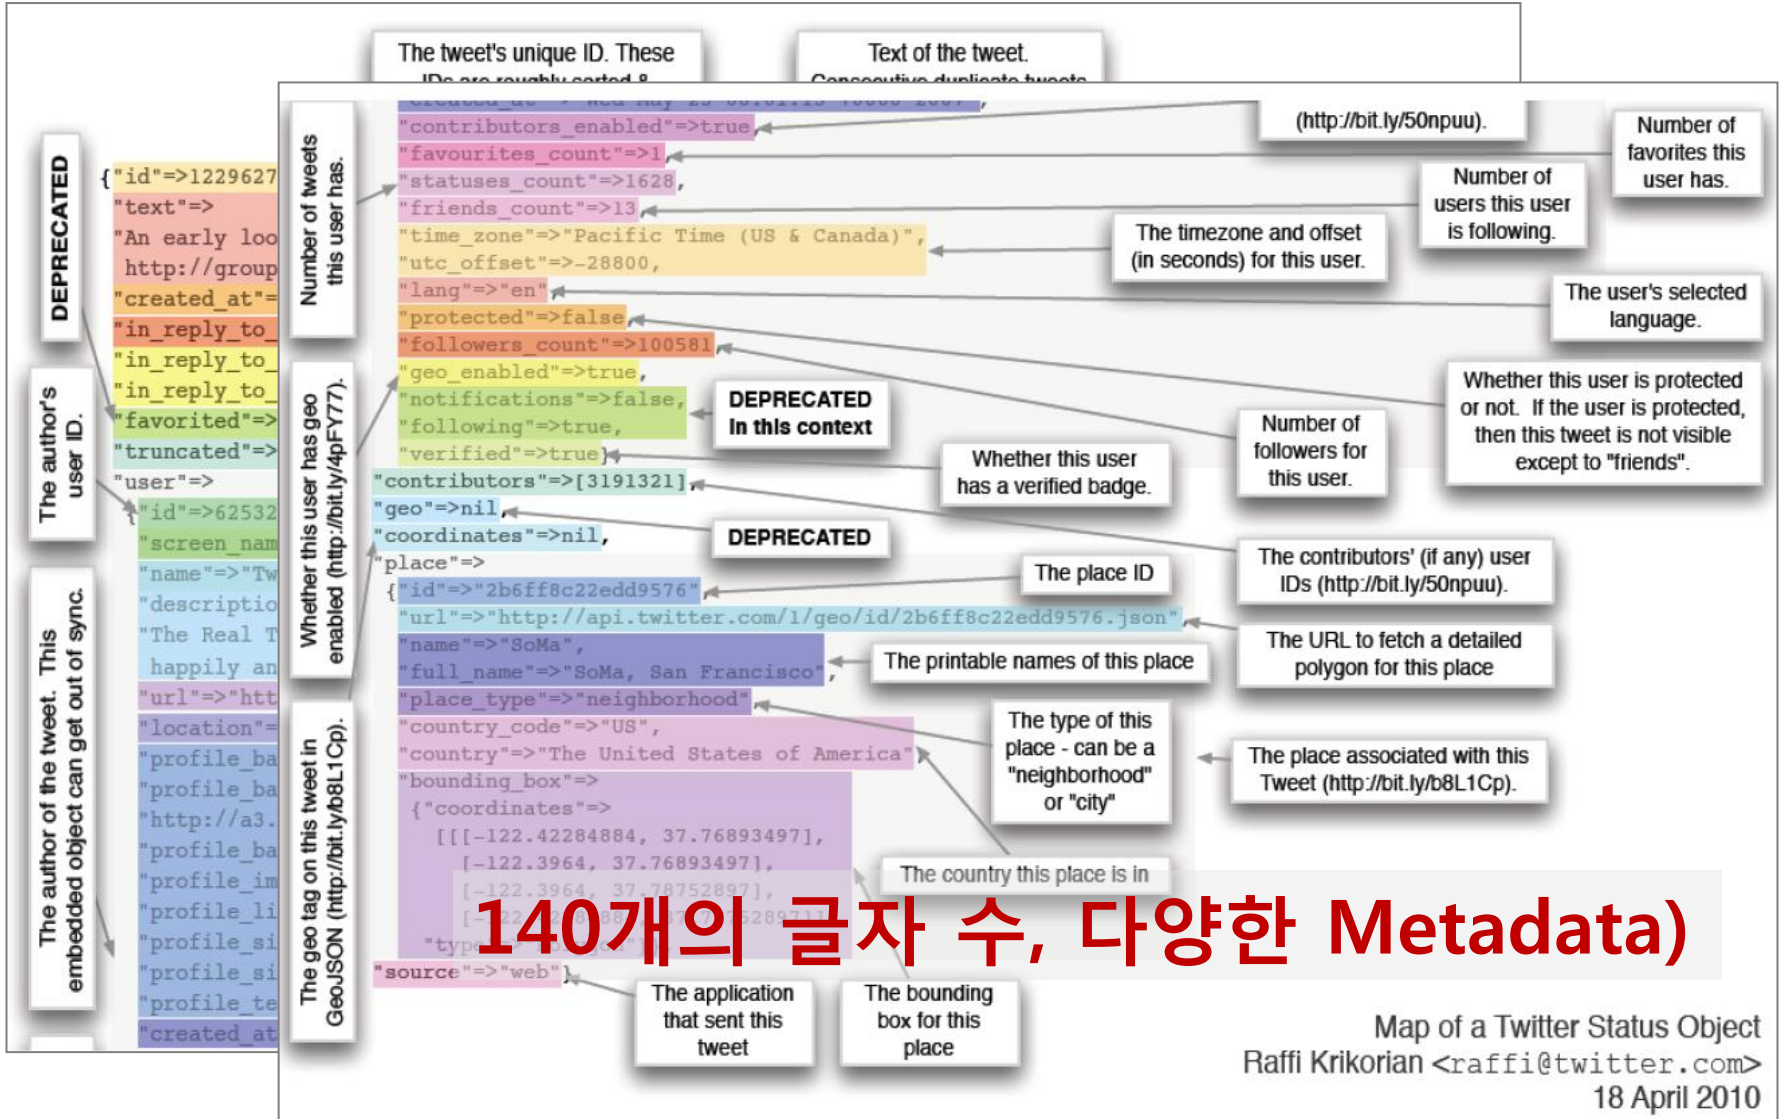 The tweet's unique ID. These
IDs are roughly sorted &
Text of the tweet.
Consecutive duplicate tweets
DEPRECATED
The author's
user ID.
The author of the tweet. This
embedded object can get out of sync.
{"id"=>1229627
"text"=>
"An early loo
http://group
"created_at"=
"in_reply_to_
"in_reply_to_
"in_reply_to_
"favorited"=>
"truncated"=>
"user"=>
{"id"=>62532
"screen_nam
"name"=>"Tw
"descriptio
"The Real T
happily an
"url"=>"htt
"location"=
"profile_ba
"profile_ba
"http://a3.
"profile_ba
"profile_im
"profile_li
"profile_si
"profile_si
"profile_te
"created_at
Number of tweets
this user has.
Whether this user has geo
enabled (http://bit.ly/4pFY77).
The geo tag on this tweet in
GeoJSON (http://bit.ly/b8L1Cp).
"contributors_enabled"=>true,
"favourites_count"=>1,
"statuses_count"=>1628,
"friends_count"=>13,
"time_zone"=>"Pacific Time (US & Canada)",
"utc_offset"=>-28800,
"lang"=>"en",
"protected"=>false,
"followers_count"=>100581,
"geo_enabled"=>true,
"notifications"=>false,
"following"=>true,
"verified"=>true},
"contributors"=>[3191321],
"geo"=>nil,
"coordinates"=>nil,
"place"=>
{"id"=>"2b6ff8c22edd9576",
"url"=>"http://api.twitter.com/1/geo/id/2b6ff8c22edd9576.json",
"name"=>"SoMa",
"full_name"=>"SoMa, San Francisco",
"place_type"=>"neighborhood",
"country_code"=>"US",
"country"=>"The United States of America",
"bounding_box"=>
{"coordinates"=>
[[[-122.42284884, 37.76893497],
[-122.3964, 37.76893497],
[-122.3964, 37.78752897],
"source"=>"web"}
(http://bit.ly/50npuu).
Number of
favorites this
user has.
Number of
users this user
is following.
The timezone and offset
(in seconds) for this user.
The user's selected
language.
Whether this user is protected
or not. If the user is protected,
then this tweet is not visible
except to "friends".
Number of
followers for
this user.
DEPRECATED
in this context
Whether this user
has a verified badge.
DEPRECATED
The contributors' (if any) user
IDs (http://bit.ly/50npuu).
The place ID
The URL to fetch a detailed
polygon for this place
The printable names of this place
The type of this
place - can be a
"neighborhood"
or "city"
The place associated with this
Tweet (http://bit.ly/b8L1Cp).
The country this place is in
140개의 글자 수, 다양한 Metadata)
The application
that sent this
tweet
The bounding
box for this
place
Map of a Twitter Status Object
Raffi Krikorian <raffi@twitter.com>
18 April 2010